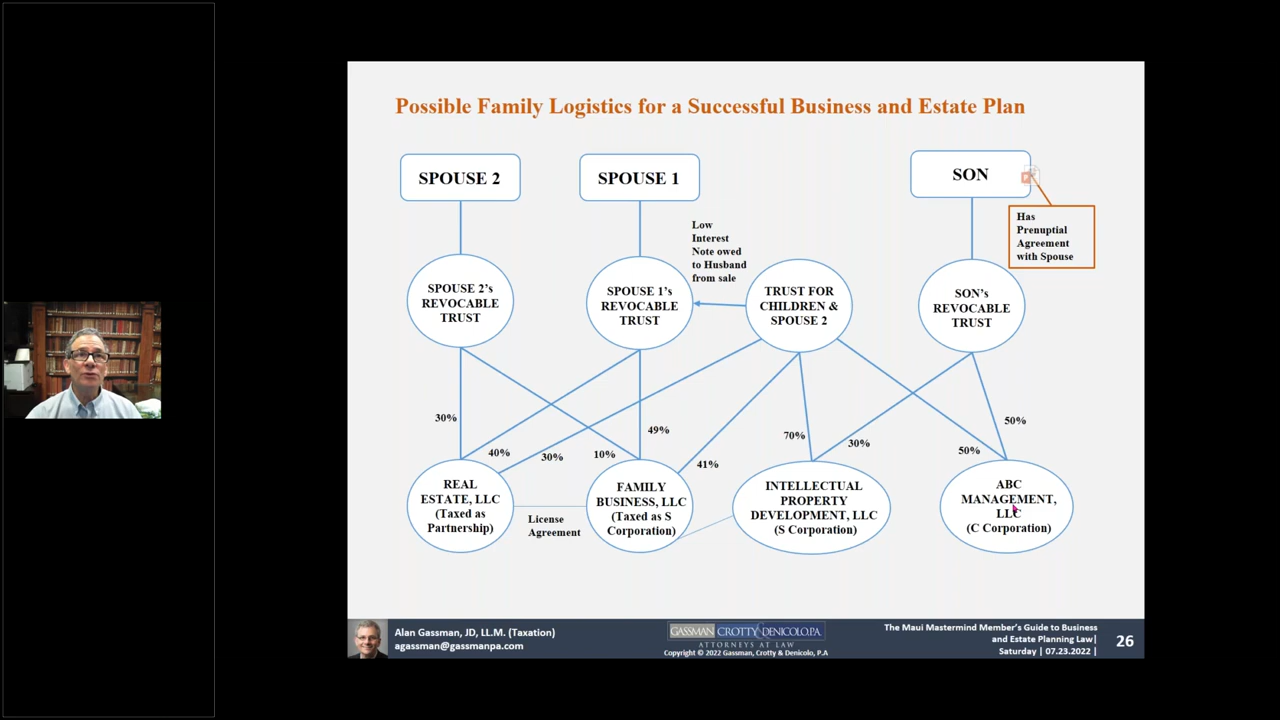 Possible Family Logistics for a Successful Business and Estate Plan
SPOUSE 2
SPOUSE 1
SON
Has
Prenuptial
Agreement
with Spouse
Low
Interest
Note owed
to Husband
from sale
SPOUSE 2's
REVOCABLE
TRUST
SPOUSE 1's
REVOCABLE
TRUST
TRUST FOR
CHILDREN &
SPOUSE 2
SON's
REVOCABLE
TRUST
30%
40%
30%
10%
49%
41%
70%
30%
50%
50%
REAL
ESTATE, LLC
(Taxed as
Partnership)
License
Agreement
FAMILY
BUSINESS, LLC
(Taxed as S
Corporation)
INTELLECTUAL
PROPERTY
DEVELOPMENT, LLC
(S Corporation)
ABC
MANAGEMENT,
LLC
(C Corporation)
Alan Gassman, JD, LL.M. (Taxation)
agassman@gassmanpa.com
GASSMAN CROTTY & DENICOLO, P.A.
ATTORNEYS AT LAW
Copyright © 2022 Gassman, Crotty & Denicolo, P.A
The Maui Mastermind Member's Guide to Business
and Estate Planning Law|
Saturday | 07.23.2022 |
26